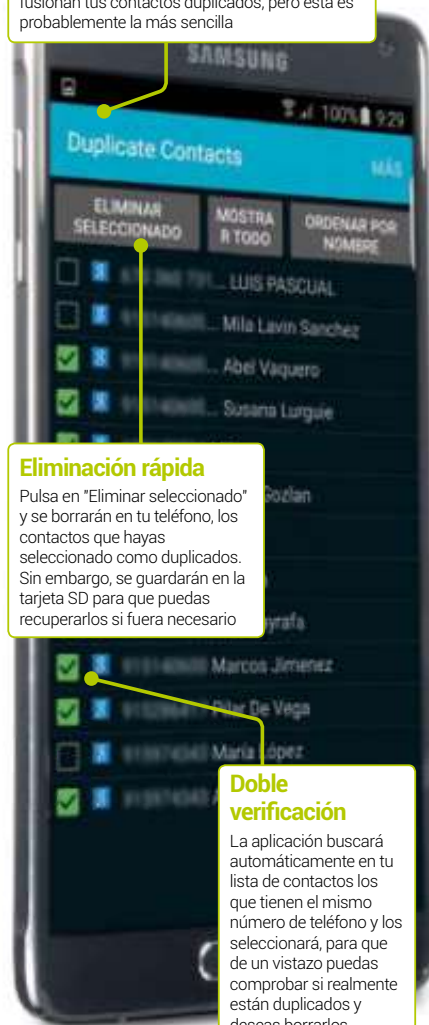 fusionan tus contactos duplicados, pero esta es
probablemente la más sencilla
SAMSUNG
100% 9:29
Duplicate Contacts
MÁS
ELIMINAR
SELECCIONADO
MOSTRA
R TODO
ORDENAR POR
NOMBRE
... LUIS PASCUAL
... Mila Lavin Sanchez
... Abel Vaquero
... Susana Lurguie
Eliminación rápida
Pulsa en "Eliminar seleccionado"
y se borrarán en tu teléfono, los
contactos que hayas
seleccionado como duplicados.
Sin embargo, se guardarán en la
tarjeta SD para que puedas
recuperarlos si fuera necesario
Gozlan
Marcos Jimenez
Pilar De Vega
María López
Doble
verificación
La aplicación buscará
automáticamente en tu
lista de contactos los
que tienen el mismo
número de teléfono y los
seleccionará, para que
de un vistazo puedas
comprobar si realmente
están duplicados y
deseas borrarlos